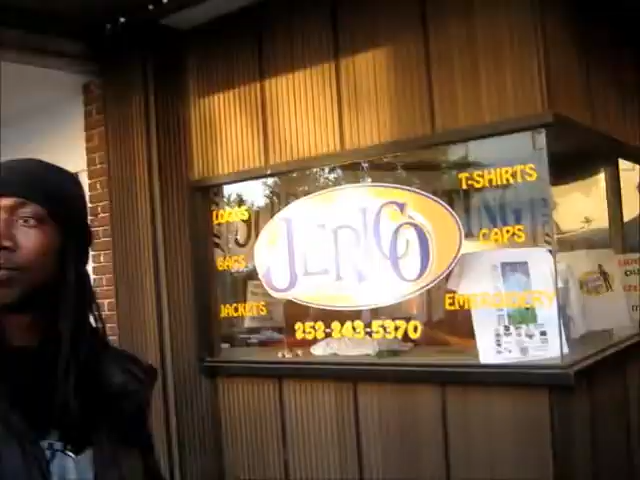 LOGOS
T-SHIRTS
JERICO
CAPS
BAGS
JACKETS
EMBROIDERY
252-243-5370